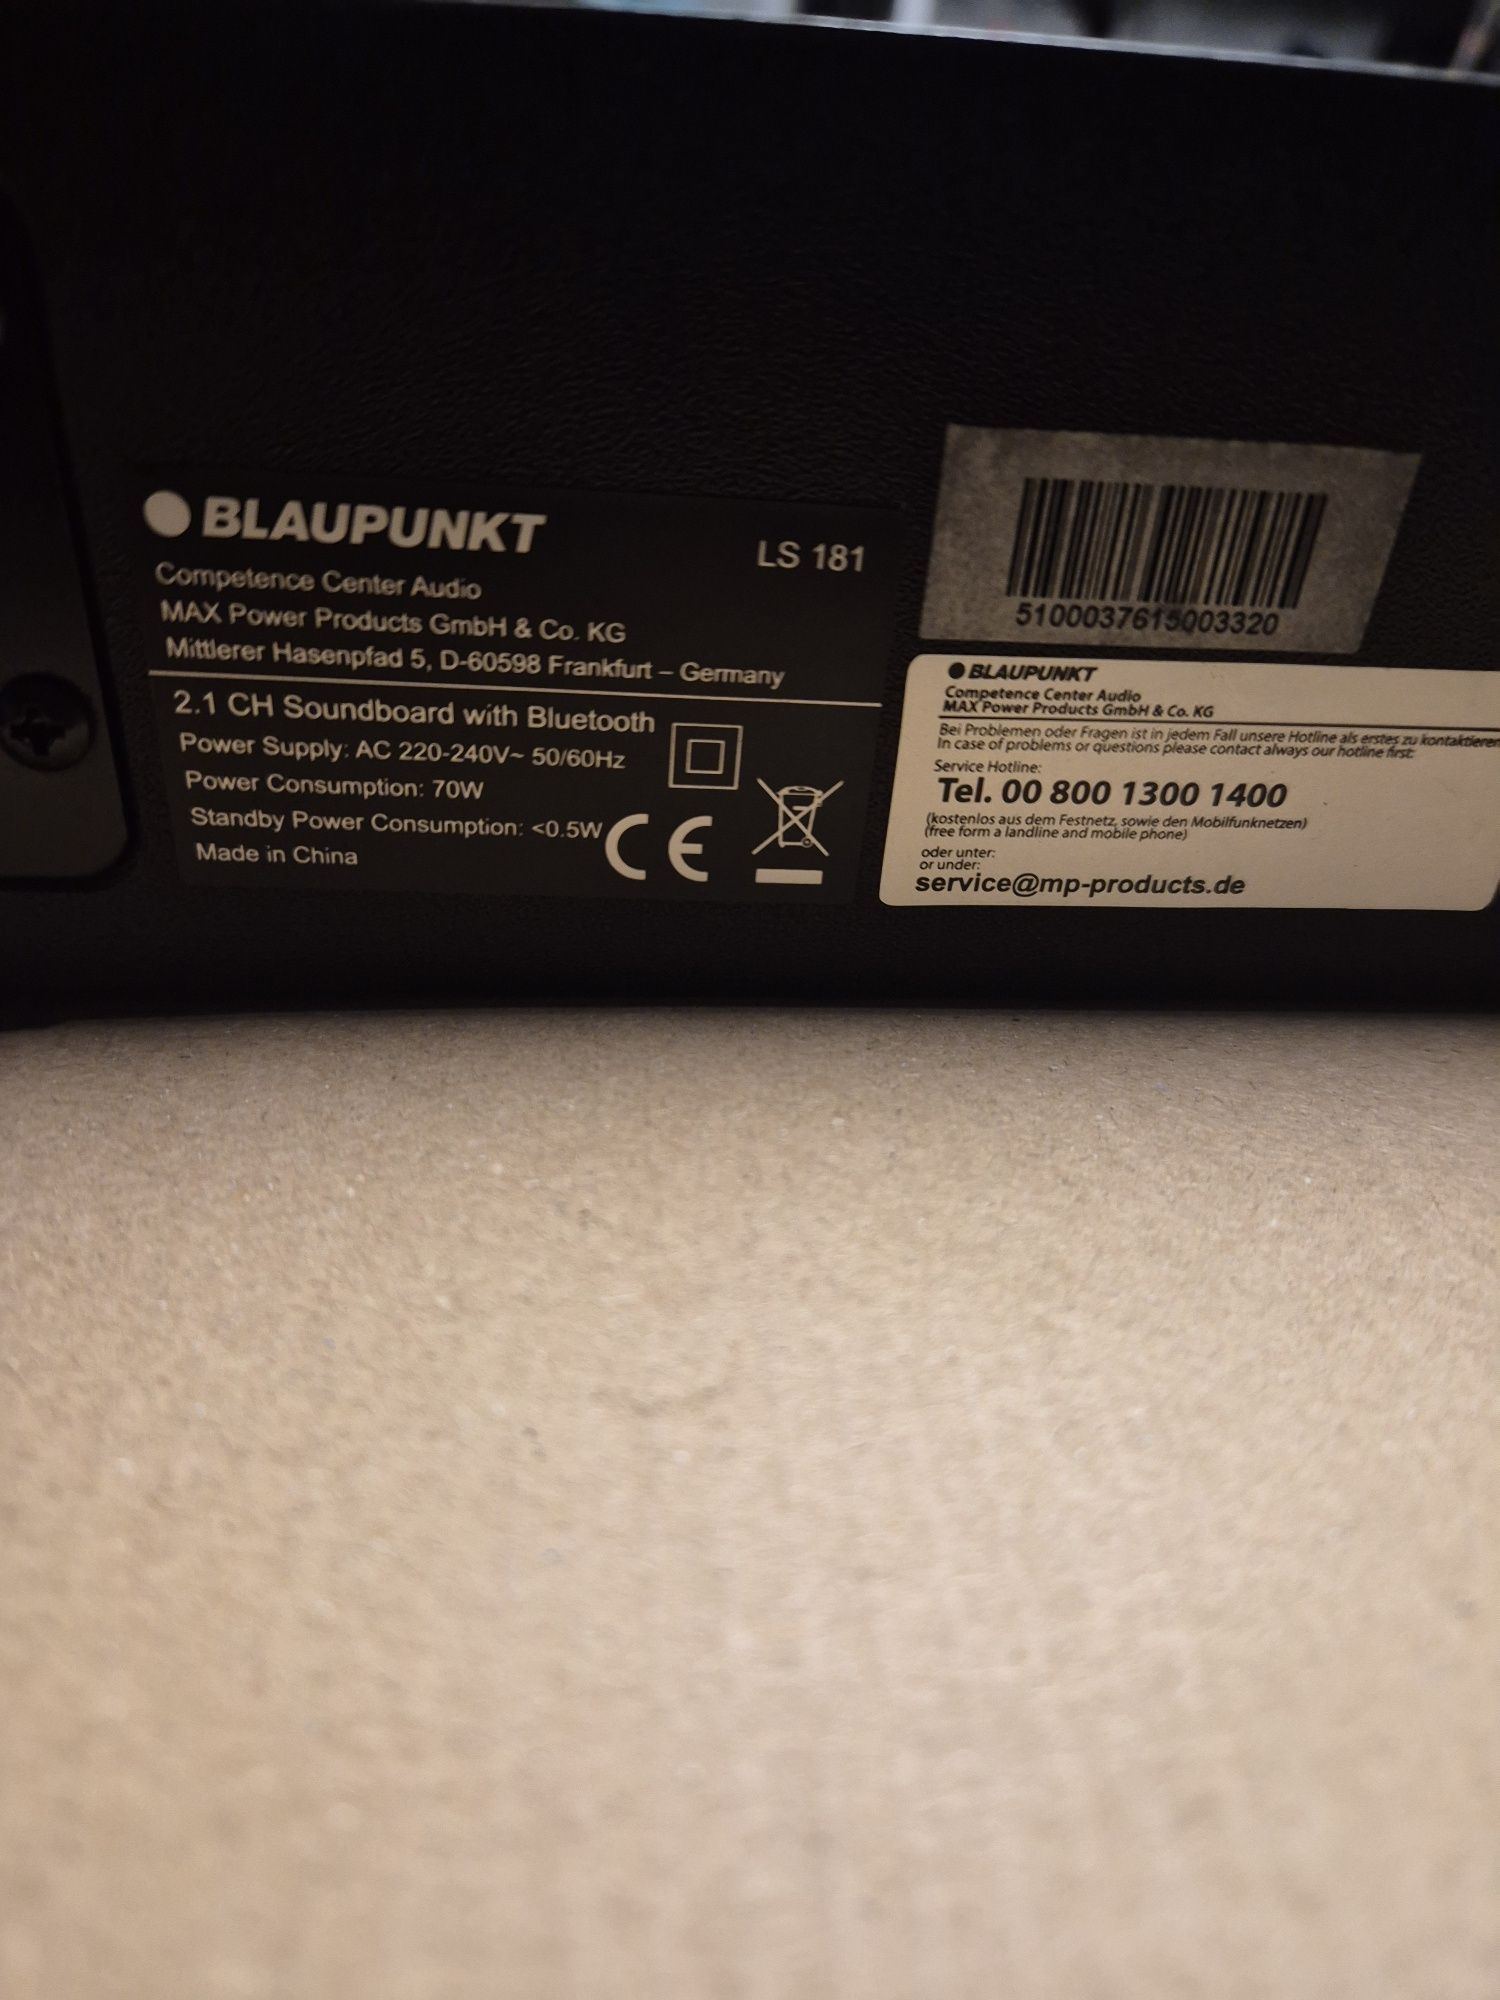 BLAUPUNKT
LS 181
Competence Center Audio
MAX Power Products GmbH & Co. KG
Mittlerer Hasenpfad 5, D-60598 Frankfurt – Germany
2.1 CH Soundboard with Bluetooth
Power Supply: AC 220-240V~ 50/60Hz
Power Consumption: 70W
Standby Power Consumption: <0.5W
Made in China
CE
5100037615003320
BLAUPUNKT
Competence Center Audio
MAX Power Products GmbH & Co. KG
Bei Problemen oder Fragen ist in jedem Fall unsere Hotline als erstes zu kontaktieren
In case of problems or questions please contact always our hotline first:
Service Hotline:
Tel. 00 800 1300 1400
(kostenlos aus dem Festnetz, sowie den Mobilfunknetzen)
(free form a landline and mobile phone)
oder unter:
or under:
service@mp-products.de